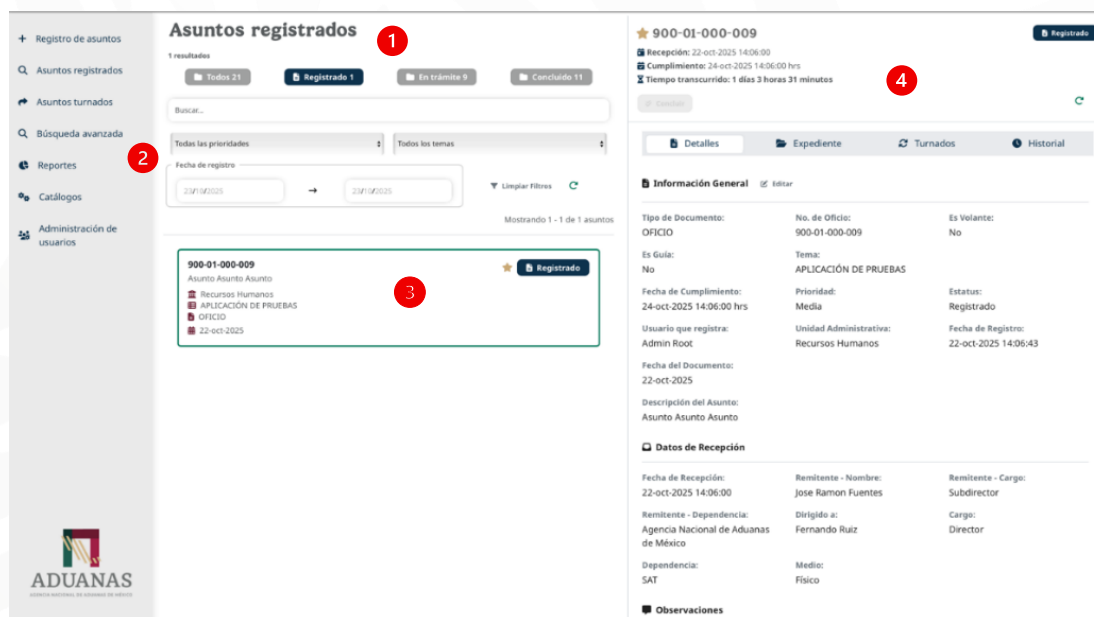 Registro de asuntos
Asuntos registrados
Asuntos turnados
Búsqueda avanzada
Reportes
Catálogos
Administración de
usuarios
2
ADUANAS
AGENCIA NACIONAL DE ADUANAS DE MÉXICO
Asuntos registrados
1
1 resultados
Todos 21
Registrado 1
En trámite 9
Concluido 11
Buscar...
Todas las prioridades
Todos los temas
Fecha de registro
23/10/2025
→
23/10/2025
Limpiar filtros
Mostrando 1 - 1 de 1 asuntos
900-01-000-009
Registrado
Asunto Asunto Asunto
Recursos Humanos
APLICACIÓN DE PRUEBAS
OFICIO
22-oct-2025
3
900-01-000-009
Registrado
Recepción: 22-oct-2025 14:06:00
Cumplimiento: 24-oct-2025 14:06:00 hrs
Tiempo transcurrido: 1 días 3 horas 31 minutos
4
Concluir
Detalles
Expediente
Turnados
Historial
Información General
Editar
Tipo de Documento: No. de Oficio: Es Volante:
OFICIO 900-01-000-009 No
Es Guía: Tema:
No APLICACIÓN DE PRUEBAS
Fecha de Cumplimiento: Prioridad: Estatus:
24-oct-2025 14:06:00 hrs Media Registrado
Usuario que registra: Unidad Administrativa: Fecha de Registro:
Admin Root Recursos Humanos 22-oct-2025 14:06:43
Fecha del Documento:
22-oct-2025
Descripción del Asunto:
Asunto Asunto Asunto
Datos de Recepción
Fecha de Recepción: Remitente - Nombre: Remitente - Cargo:
22-oct-2025 14:06:00 Jose Ramon Fuentes Subdirector
Remitente - Dependencia: Dirigido a: Cargo:
Agencia Nacional de Aduanas Fernando Ruiz Director
de México
Dependencia: Medio:
SAT Físico
Observaciones